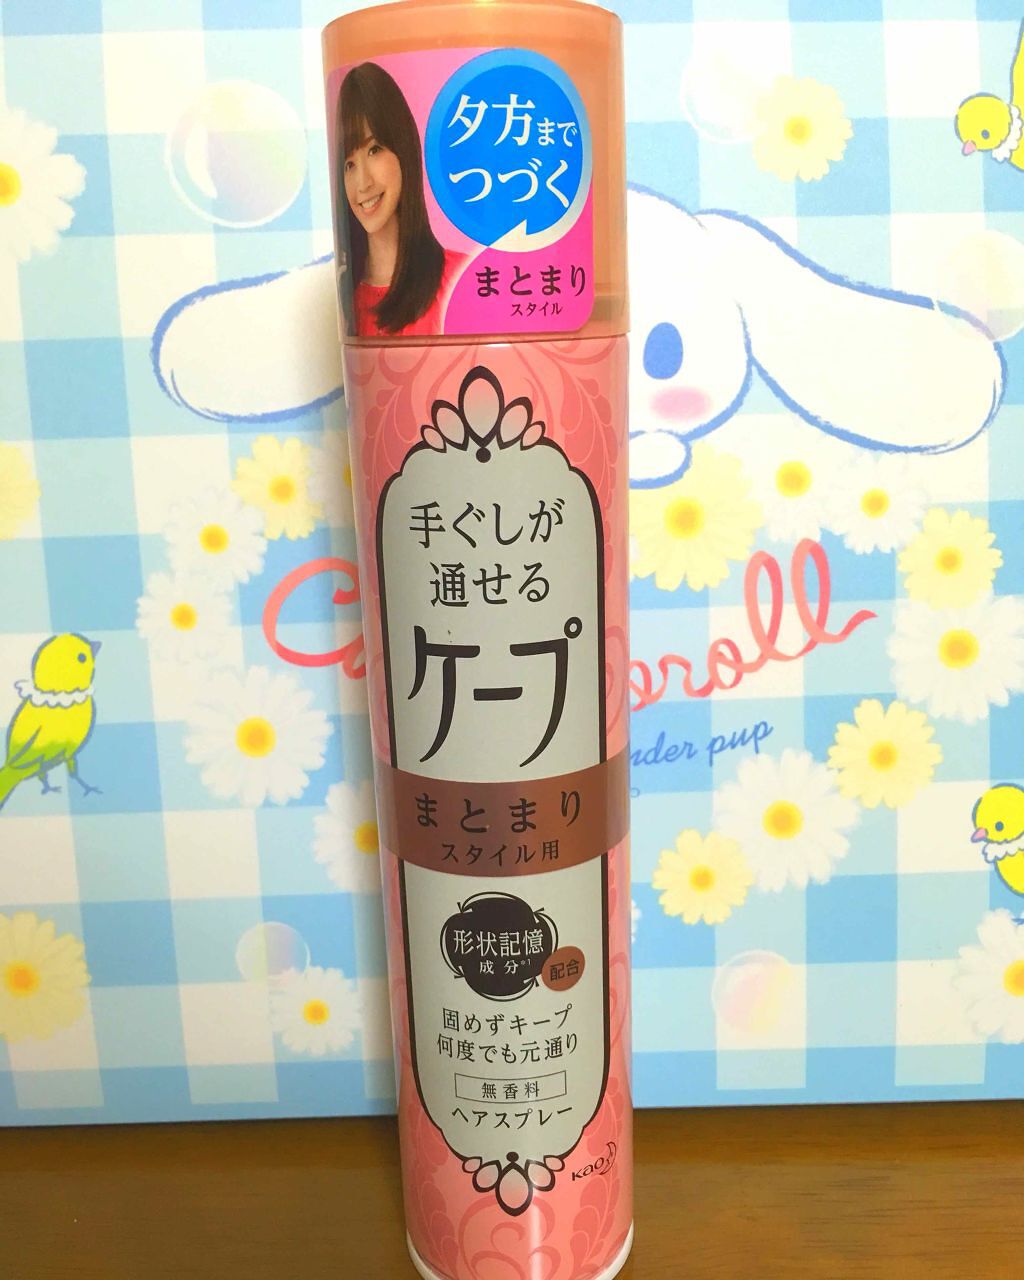 夕方まで
つづく
まとまり
スタイル
手ぐしが
通せる
ケープ
まとまり
スタイル用
形状記憶
成分*1
配合
固めずキープ
何度でも元通り
無香料
ヘアスプレー
kao
C
roll
nder pup